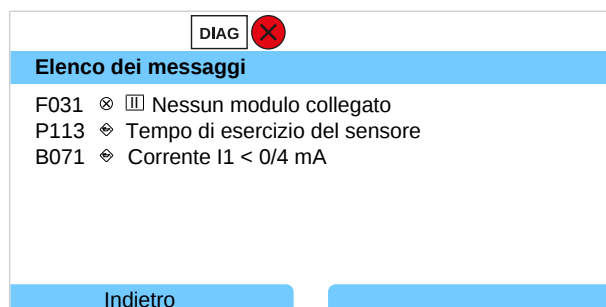 DIAG
Elenco dei messaggi
F031 ⊗ II Nessun modulo collegato
P113 Tempo di esercizio del sensore
B071 Corrente I1 < 0/4 mA
Indietro